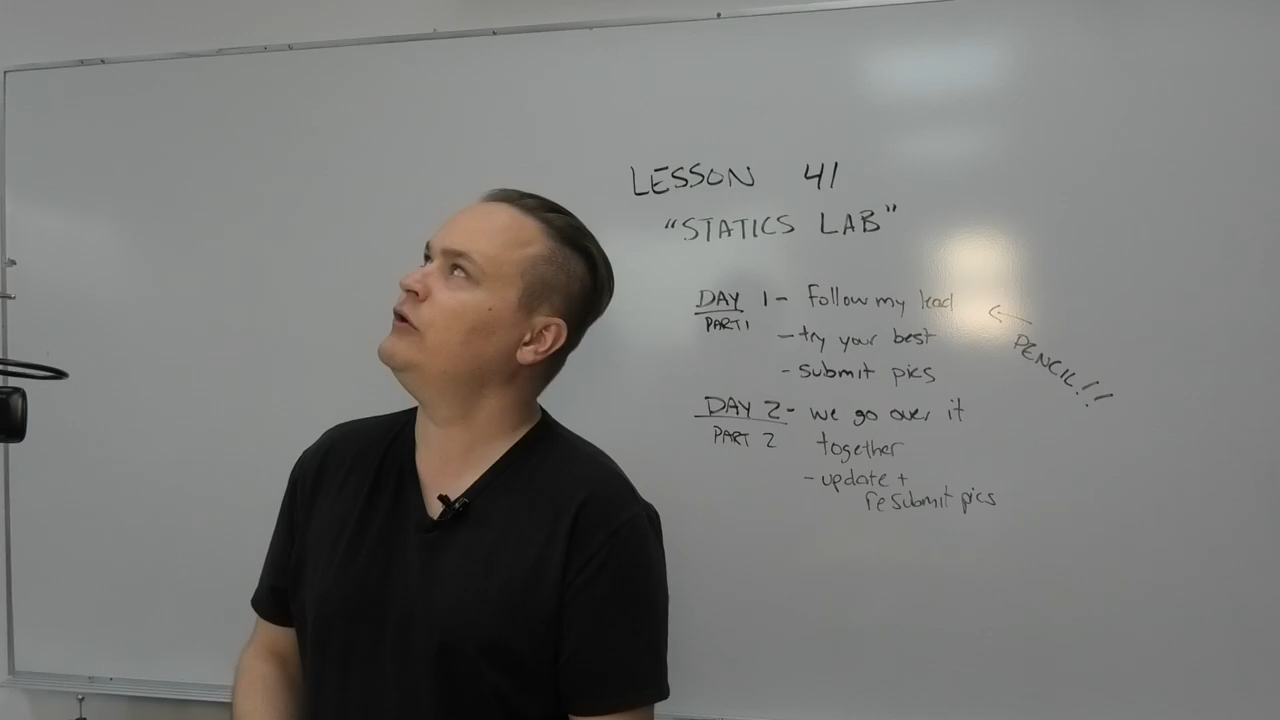 LESSON 41
"STATICS LAB"
DAY 1 - Follow my lead
PART 1
- try your best
- submit pics
PENCIL!!
DAY 2 - we go over it
PART 2 together
- update +
resubmit pics